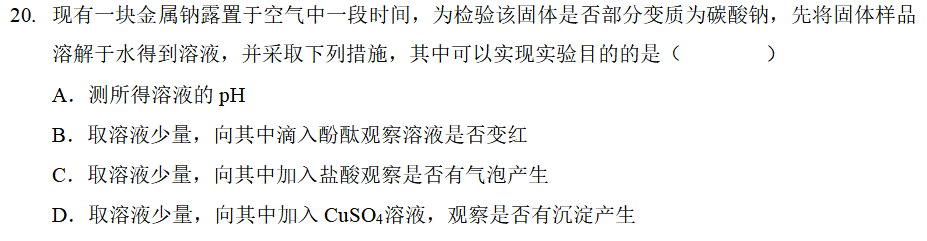 20. 现有一块金属钠露置于空气中一段时间，为检验该固体是否部分变质为碳酸钠，先将固体样品
溶解于水得到溶液，并采取下列措施，其中可以实现实验目的的是（ ）
A．测所得溶液的 pH
B．取溶液少量，向其中滴入酚酞观察溶液是否变红
C．取溶液少量，向其中加入盐酸观察是否有气泡产生
D．取溶液少量，向其中加入 CuSO₄溶液，观察是否有沉淀产生